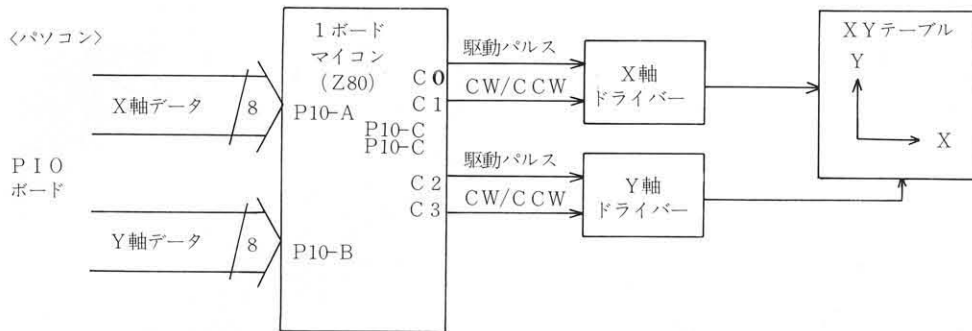 〈パソコン〉
X軸データ
8
PIO
ボード
Y軸データ
8
1ボード
マイコン
(Z80)
P10-A
P10-B
C0
C1
P10-C
P10-C
C2
C3
駆動パルス
CW/CCW
駆動パルス
CW/CCW
X軸
ドライバー
Y軸
ドライバー
XYテーブル
Y
X